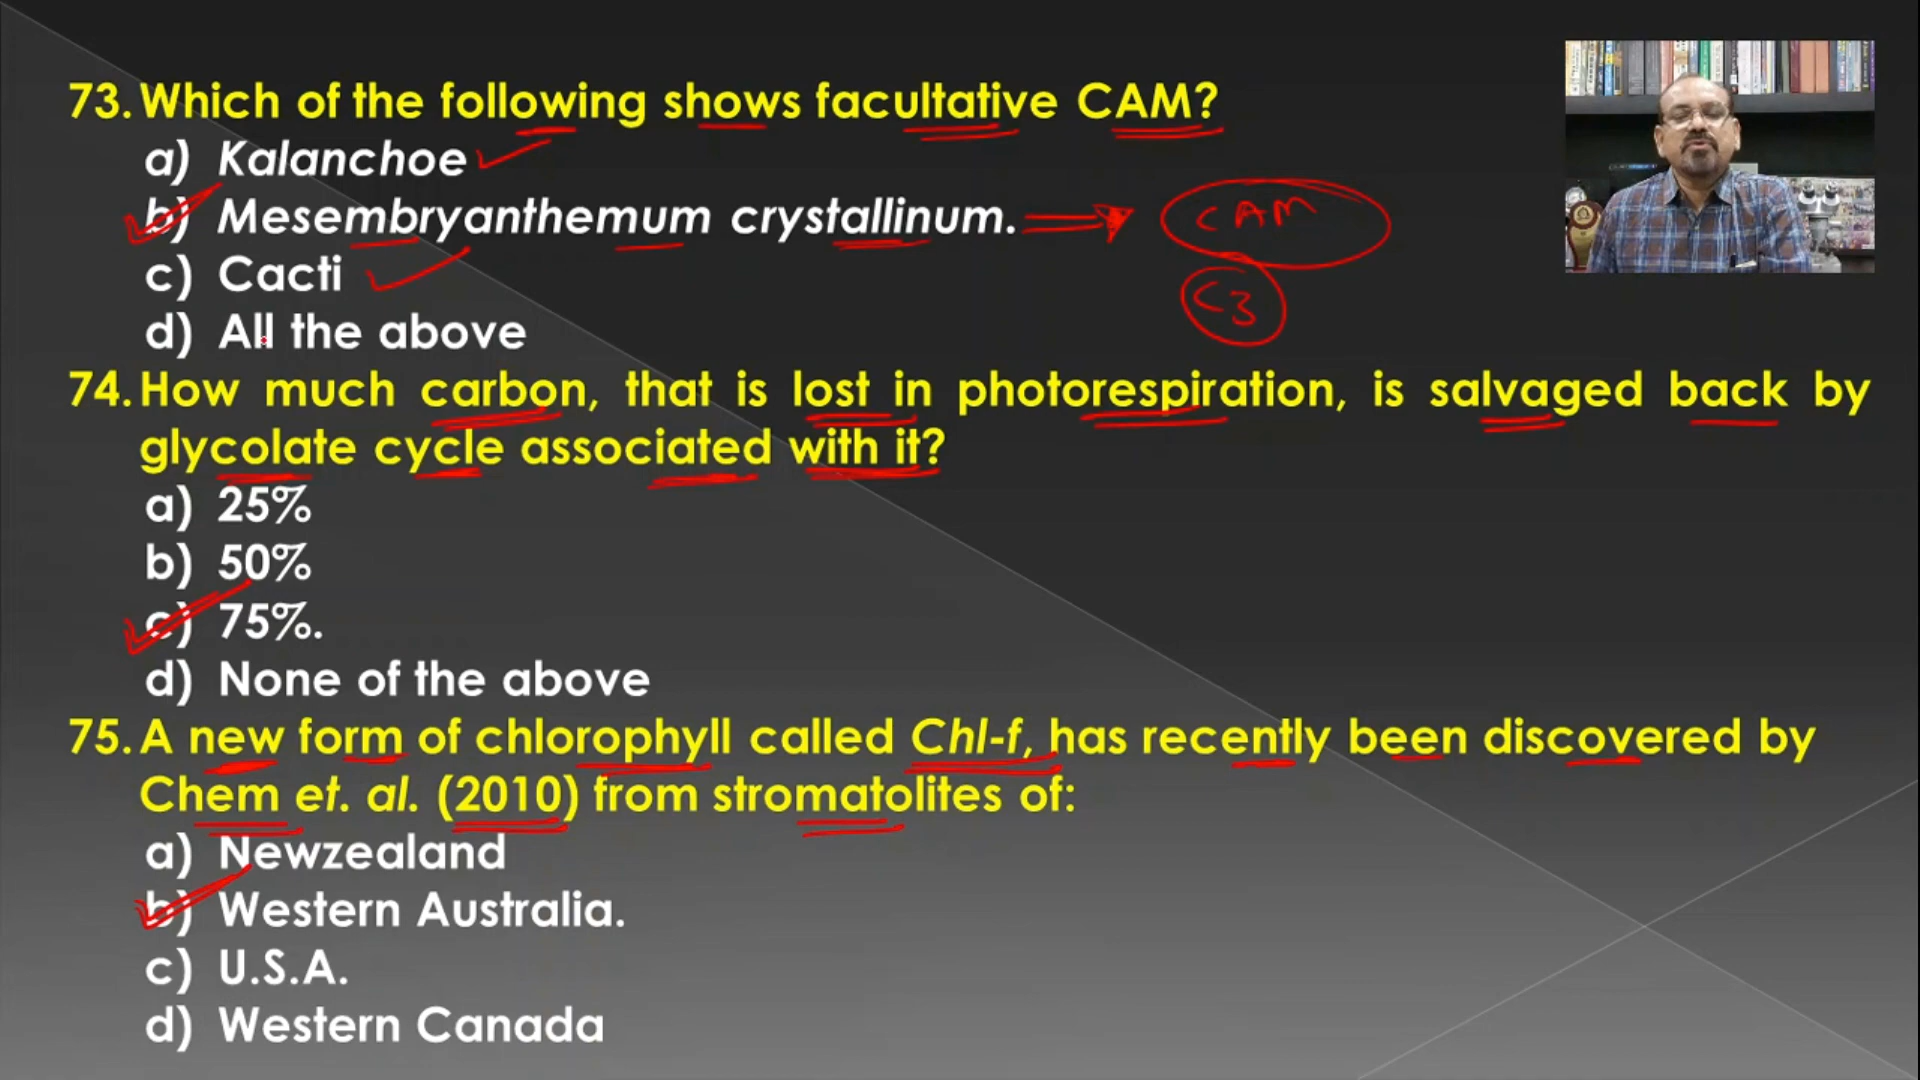 73. Which of the following shows facultative CAM?
a) Kalanchoe
b) Mesembryanthemum crystallinum.
CAM
c) Cacti
C3
d) All the above
74. How much carbon, that is lost in photorespiration, is salvaged back by
glycolate cycle associated with it?
a) 25%
b) 50%
c) 75%.
d) None of the above
75. A new form of chlorophyll called Chl-f, has recently been discovered by
Chem et. al. (2010) from stromatolites of:
a) Newzealand
b) Western Australia.
c) U.S.A.
d) Western Canada